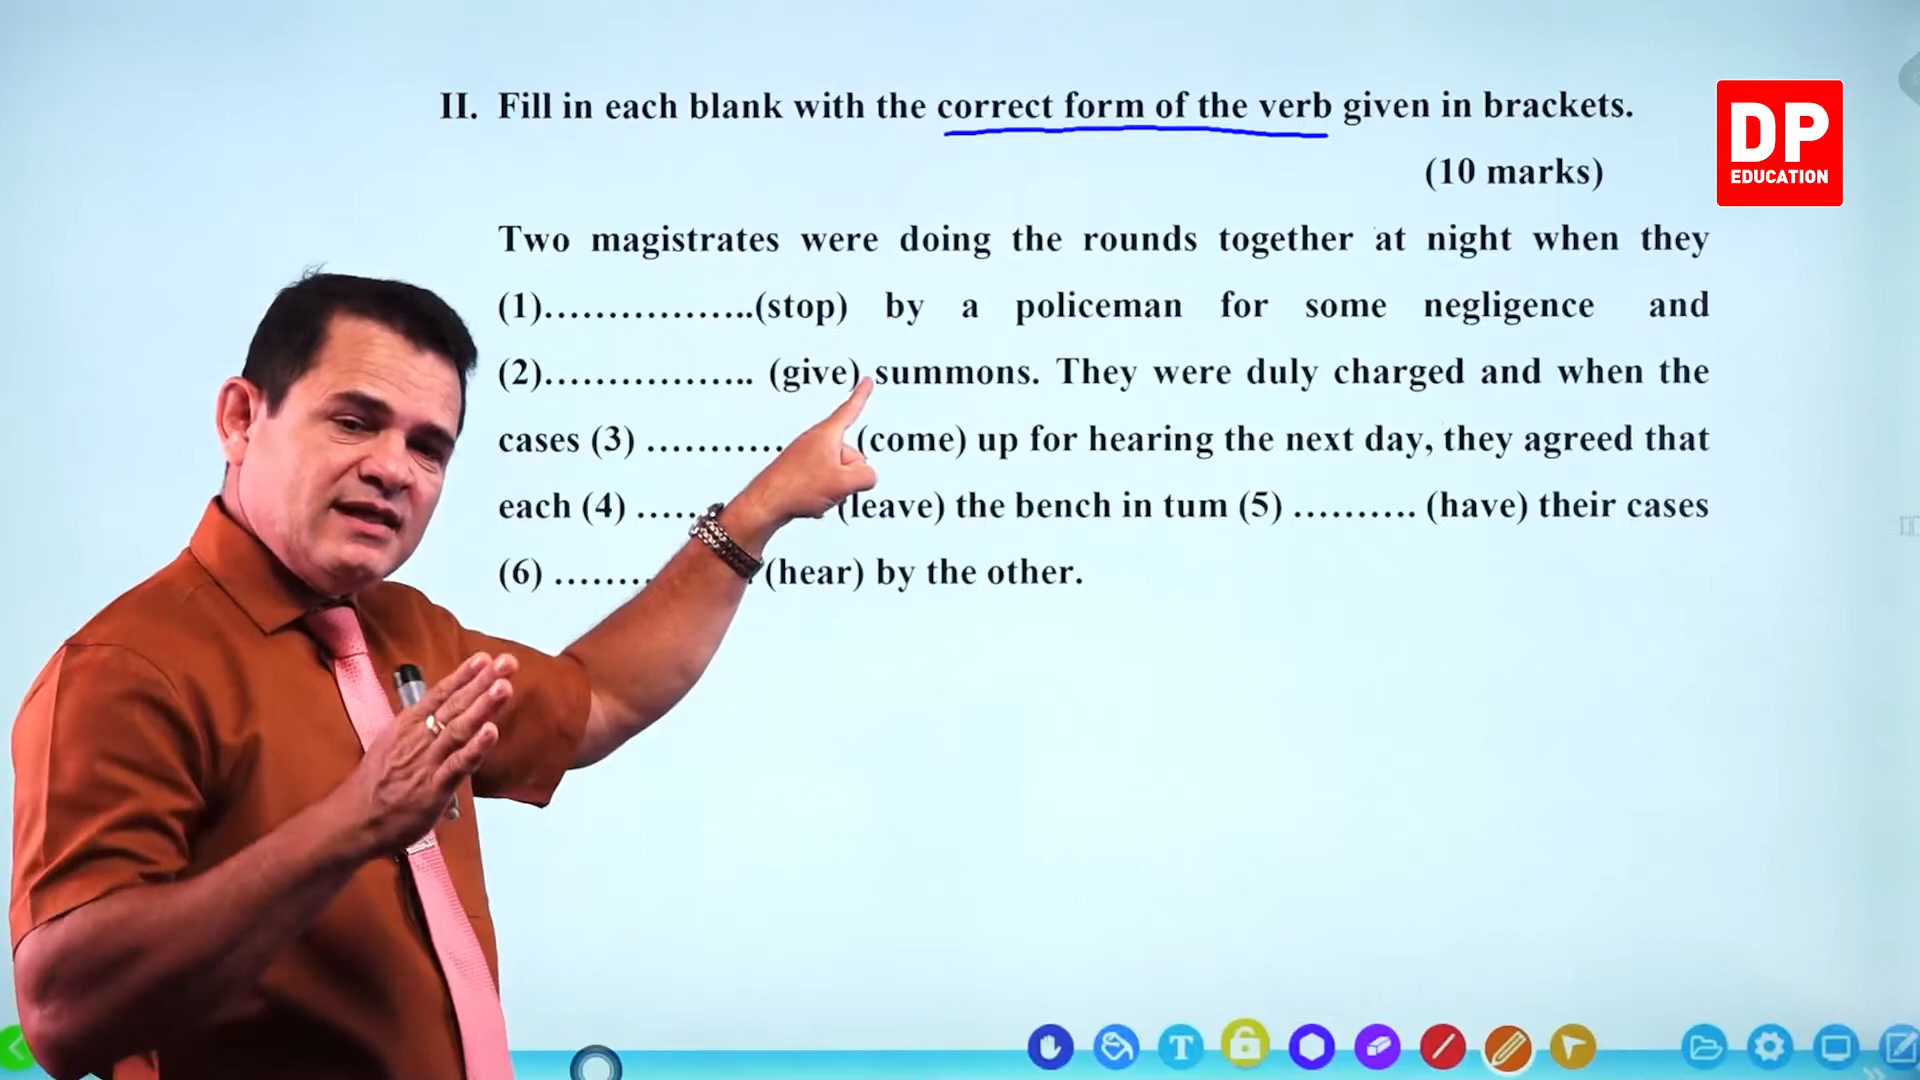 II. Fill in each blank with the correct form of the verb given in brackets.
(10 marks)
DP
EDUCATION
Two magistrates were doing the rounds together at night when they
(1)………………..(stop) by a policeman for some negligence and
(2)……………….. (give) summons. They were duly charged and when the
cases (3) ………… (come) up for hearing the next day, they agreed that
each (4) …… (leave) the bench in tum (5) ………. (have) their cases
(6) ……… (hear) by the other.
T